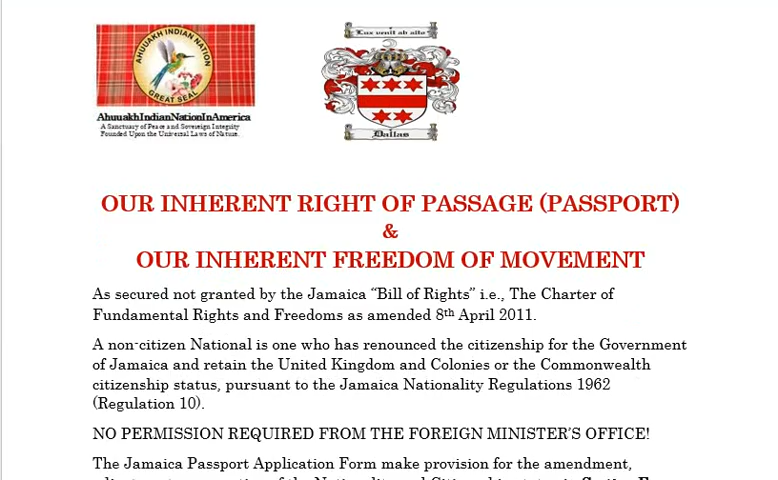 AHUUAKH INDIAN NATION
GREAT SEAL
AhuuakhIndianNationInAmerica
A Sanctuary of Peace and Sovereign Integrity
Founded Upon the Universal Laws of Nature.
Lux venit ab alto
Dallas
OUR INHERENT RIGHT OF PASSAGE (PASSPORT)
&
OUR INHERENT FREEDOM OF MOVEMENT
As secured not granted by the Jamaica “Bill of Rights” i.e., The Charter of
Fundamental Rights and Freedoms as amended 8th April 2011.
A non-citizen National is one who has renounced the citizenship for the Government
of Jamaica and retain the United Kingdom and Colonies or the Commonwealth
citizenship status, pursuant to the Jamaica Nationality Regulations 1962
(Regulation 10).
NO PERMISSION REQUIRED FROM THE FOREIGN MINISTER’S OFFICE!
The Jamaica Passport Application Form make provision for the amendment,